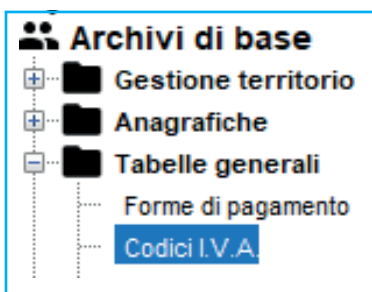 Archivi di base
Gestione territorio
Anagrafiche
Tabelle generali
Forme di pagamento
Codici I.V.A.